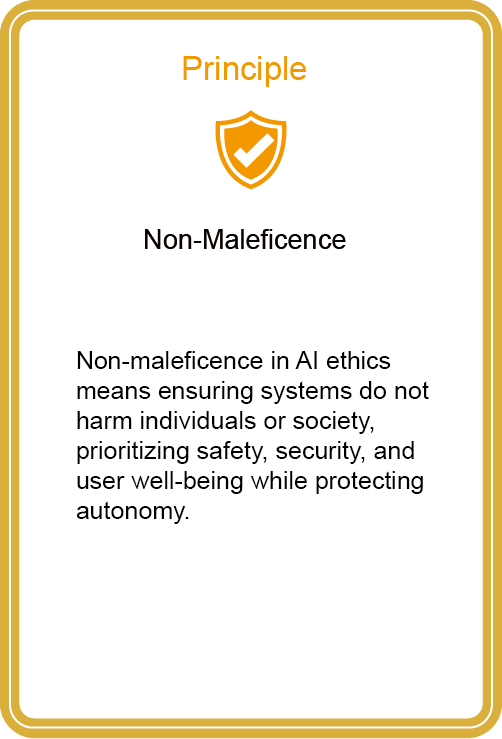 Principle
Non-Maleficence
Non-maleficence in AI ethics
means ensuring systems do not
harm individuals or society,
prioritizing safety, security, and
user well-being while protecting
autonomy.